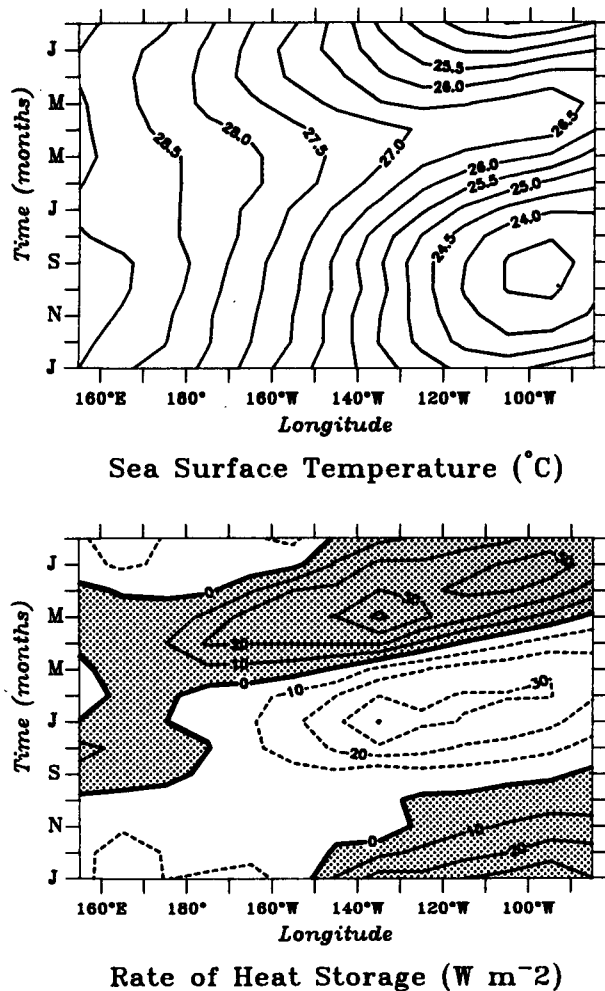 J
25.5
M
26.0
28.5
28.0
27.5
27.0
26.5
M
26.0
25.5
25.0
J
24.5
24.0
S
N
J
Time (months)
160°E 180° 160°W 140°W 120°W 100°W
Longitude
Sea Surface Temperature (°C)
J
0
M
10
M
0
10
30
J
20
S
N
0
10
20
J
Time (months)
160°E 180° 160°W 140°W 120°W 100°W
Longitude
Rate of Heat Storage (W m⁻2)